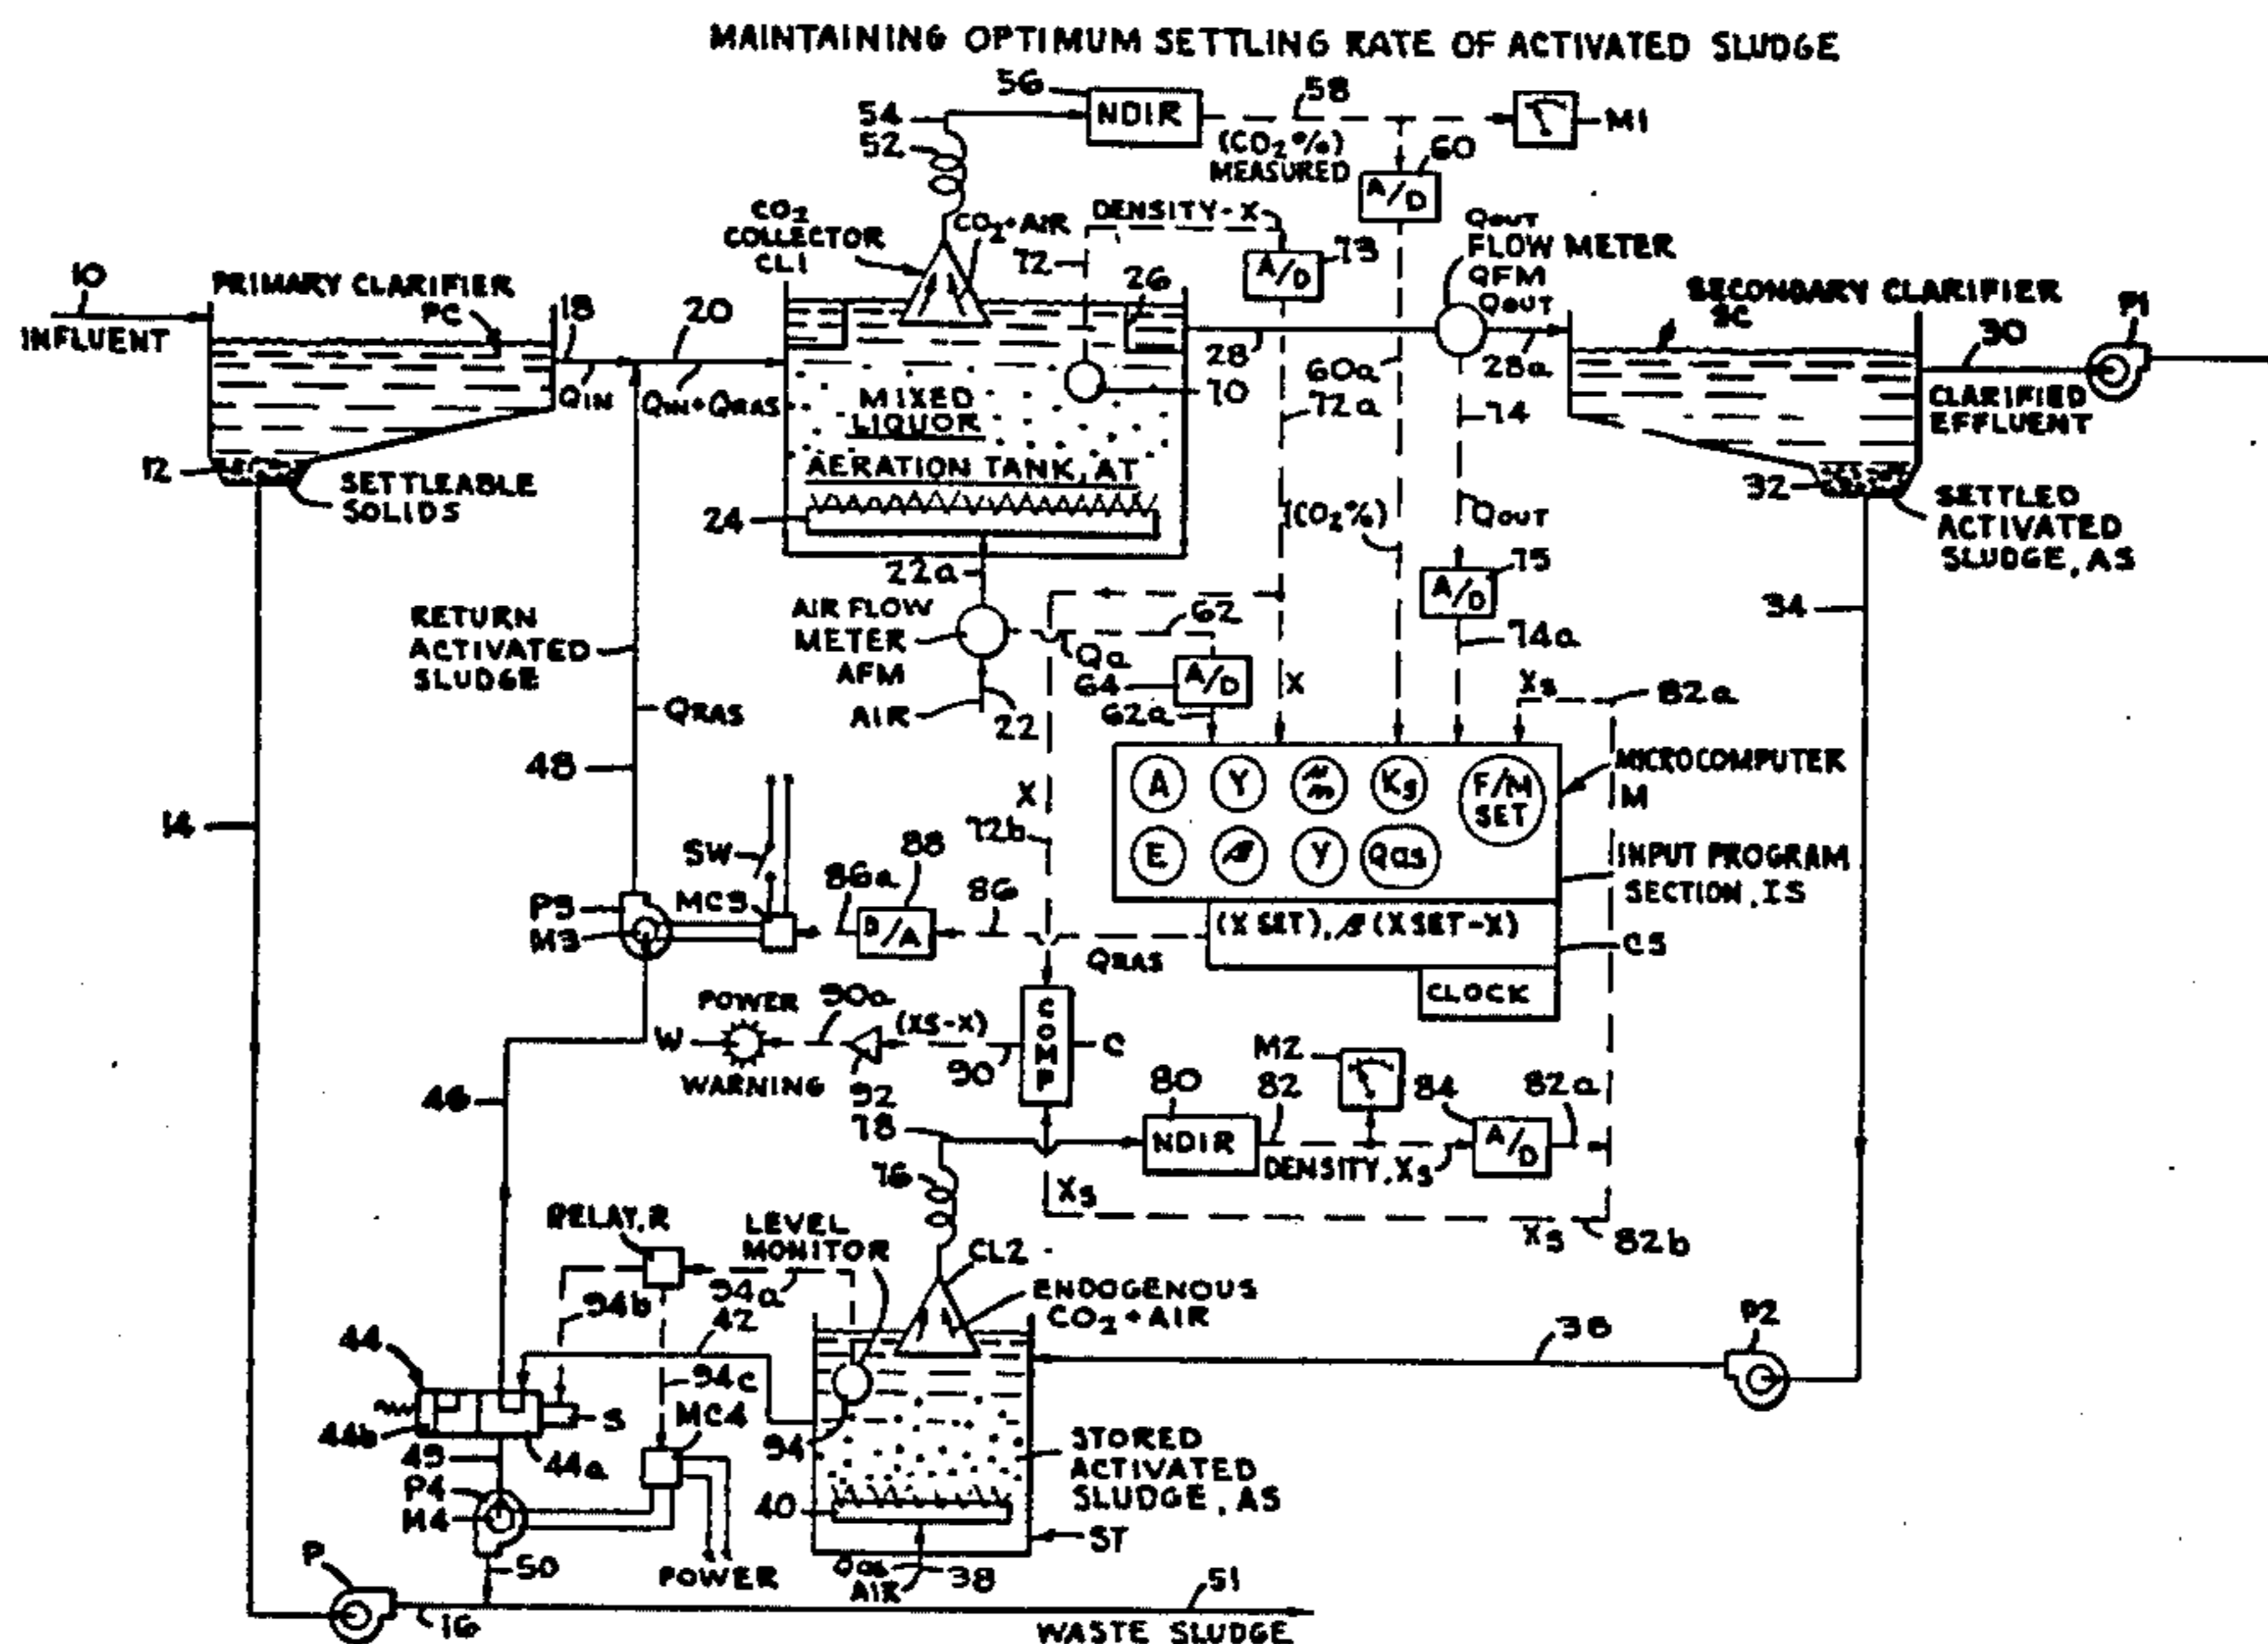 MAINTAINING OPTIMUM SETTLING RATE OF ACTIVATED SLUDGE
56
NDIR
58
M1
54
52
(CO2%)
MEASURED
60
A/D
CO2
COLLECTOR
CL1
CO2+AIR
DENSITY-X
72
A/D
73
26
QOUT
FLOW METER
QFM
QOUT
10
INFLUENT
PRIMARY CLARIFIER
PC
18
20
QIN
QIN+QRAS
28
60a
72a
28a
74
SECONDARY CLARIFIER
SC
30
P1
CLARIFIED
EFFLUENT
MIXED
LIQUOR
70
AERATION TANK, AT
12
SETTLEABLE
SOLIDS
24
(CO2%)
QOUT
32
SETTLED
ACTIVATED
SLUDGE, AS
22a
A/D
75
74a
34
RETURN
ACTIVATED
SLUDGE
AIR FLOW
METER
AFM
62
Qa
64
A/D
62a
X
XS
82a
QRAS
AIR
22
48
14
X
72b
A
Y
KS
F/M
SET
E
Y
Qas
MICROCOMPUTER
M
INPUT PROGRAM
SECTION, IS
SW
88
86a
86
P3
M3
MC3
D/A
QRAS
(X SET), β (X SET-X)
CS
CLOCK
POWER
90a
(XS-X)
W
WARNING
92
90
COMP
C
46
78
80
NDIR
82
M2
84
A/D
82a
DENSITY, XS
76
XS
XS
82b
RELAY, R
LEVEL
MONITOR
CL2
94a
94b
ENDOGENOUS
CO2 + AIR
42
44
94c
36
P2
S
MC4
44b
49
44a
94
STORED
ACTIVATED
SLUDGE, AS
P4
M4
40
ST
P
50
POWER
Qas
AIR
38
16
51
WASTE SLUDGE